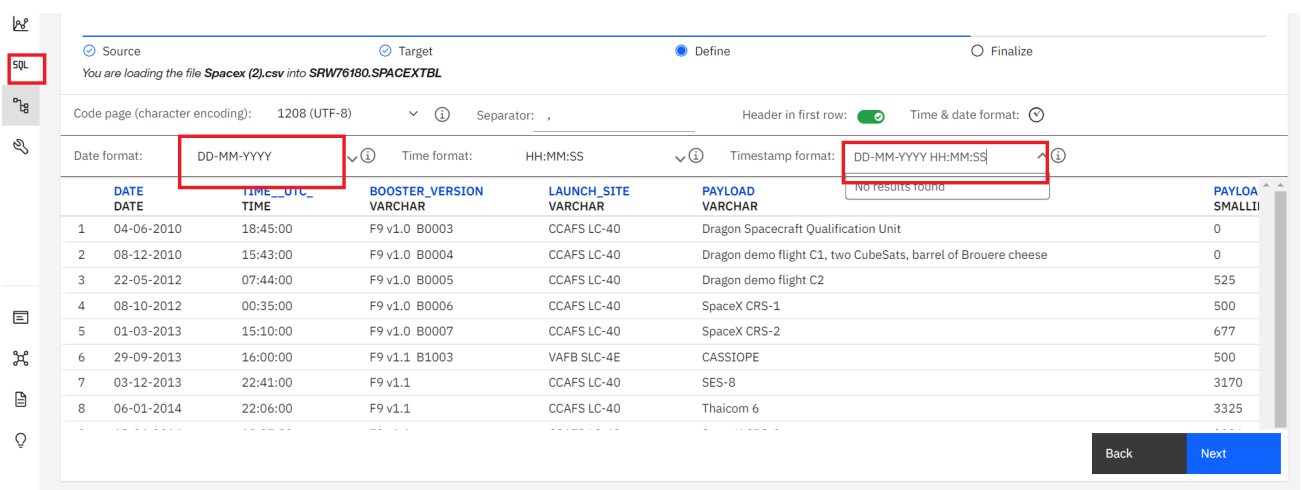 Source Target Define Finalize
SQL
You are loading the file Spacex (2).csv into SRW76180.SPACEXTBL
Code page (character encoding): 1208 (UTF-8) Separator: , Header in first row: Time & date format:
Date format: DD-MM-YYYY Time format: HH:MM:SS Timestamp format: DD-MM-YYYY HH:MM:SS
No results found
DATE TIME__UTC_ BOOSTER_VERSION LAUNCH_SITE PAYLOAD PAYLOA
DATE TIME VARCHAR VARCHAR VARCHAR SMALLI
1 04-06-2010 18:45:00 F9 v1.0 B0003 CCAFS LC-40 Dragon Spacecraft Qualification Unit 0
2 08-12-2010 15:43:00 F9 v1.0 B0004 CCAFS LC-40 Dragon demo flight C1, two CubeSats, barrel of Brouere cheese 0
3 22-05-2012 07:44:00 F9 v1.0 B0005 CCAFS LC-40 Dragon demo flight C2 525
4 08-10-2012 00:35:00 F9 v1.0 B0006 CCAFS LC-40 SpaceX CRS-1 500
5 01-03-2013 15:10:00 F9 v1.0 B0007 CCAFS LC-40 SpaceX CRS-2 677
6 29-09-2013 16:00:00 F9 v1.1 B1003 VAFB SLC-4E CASSIOPE 500
7 03-12-2013 22:41:00 F9 v1.1 CCAFS LC-40 SES-8 3170
8 06-01-2014 22:06:00 F9 v1.1 CCAFS LC-40 Thaicom 6 3325
Back Next